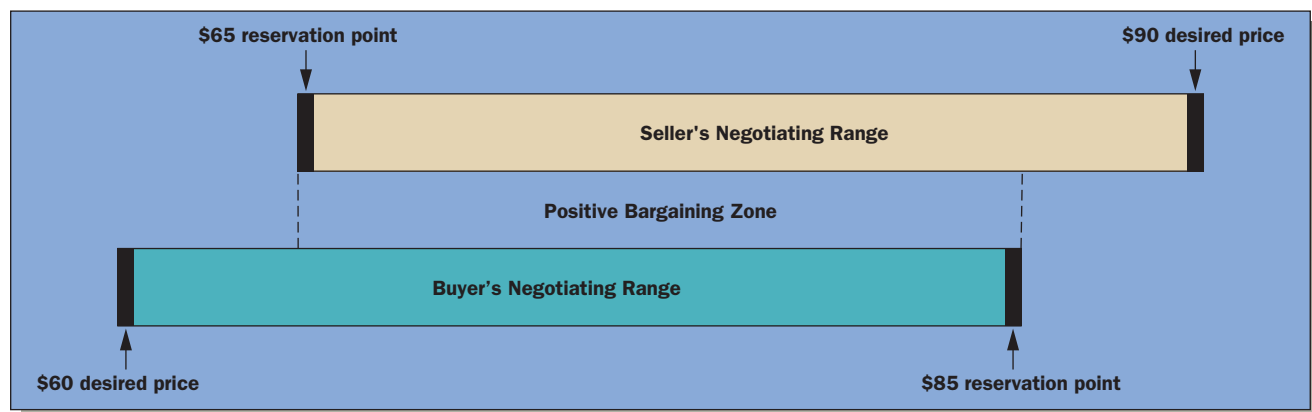 $65 reservation point
$90 desired price
Seller's Negotiating Range
Positive Bargaining Zone
Buyer’s Negotiating Range
$60 desired price
$85 reservation point